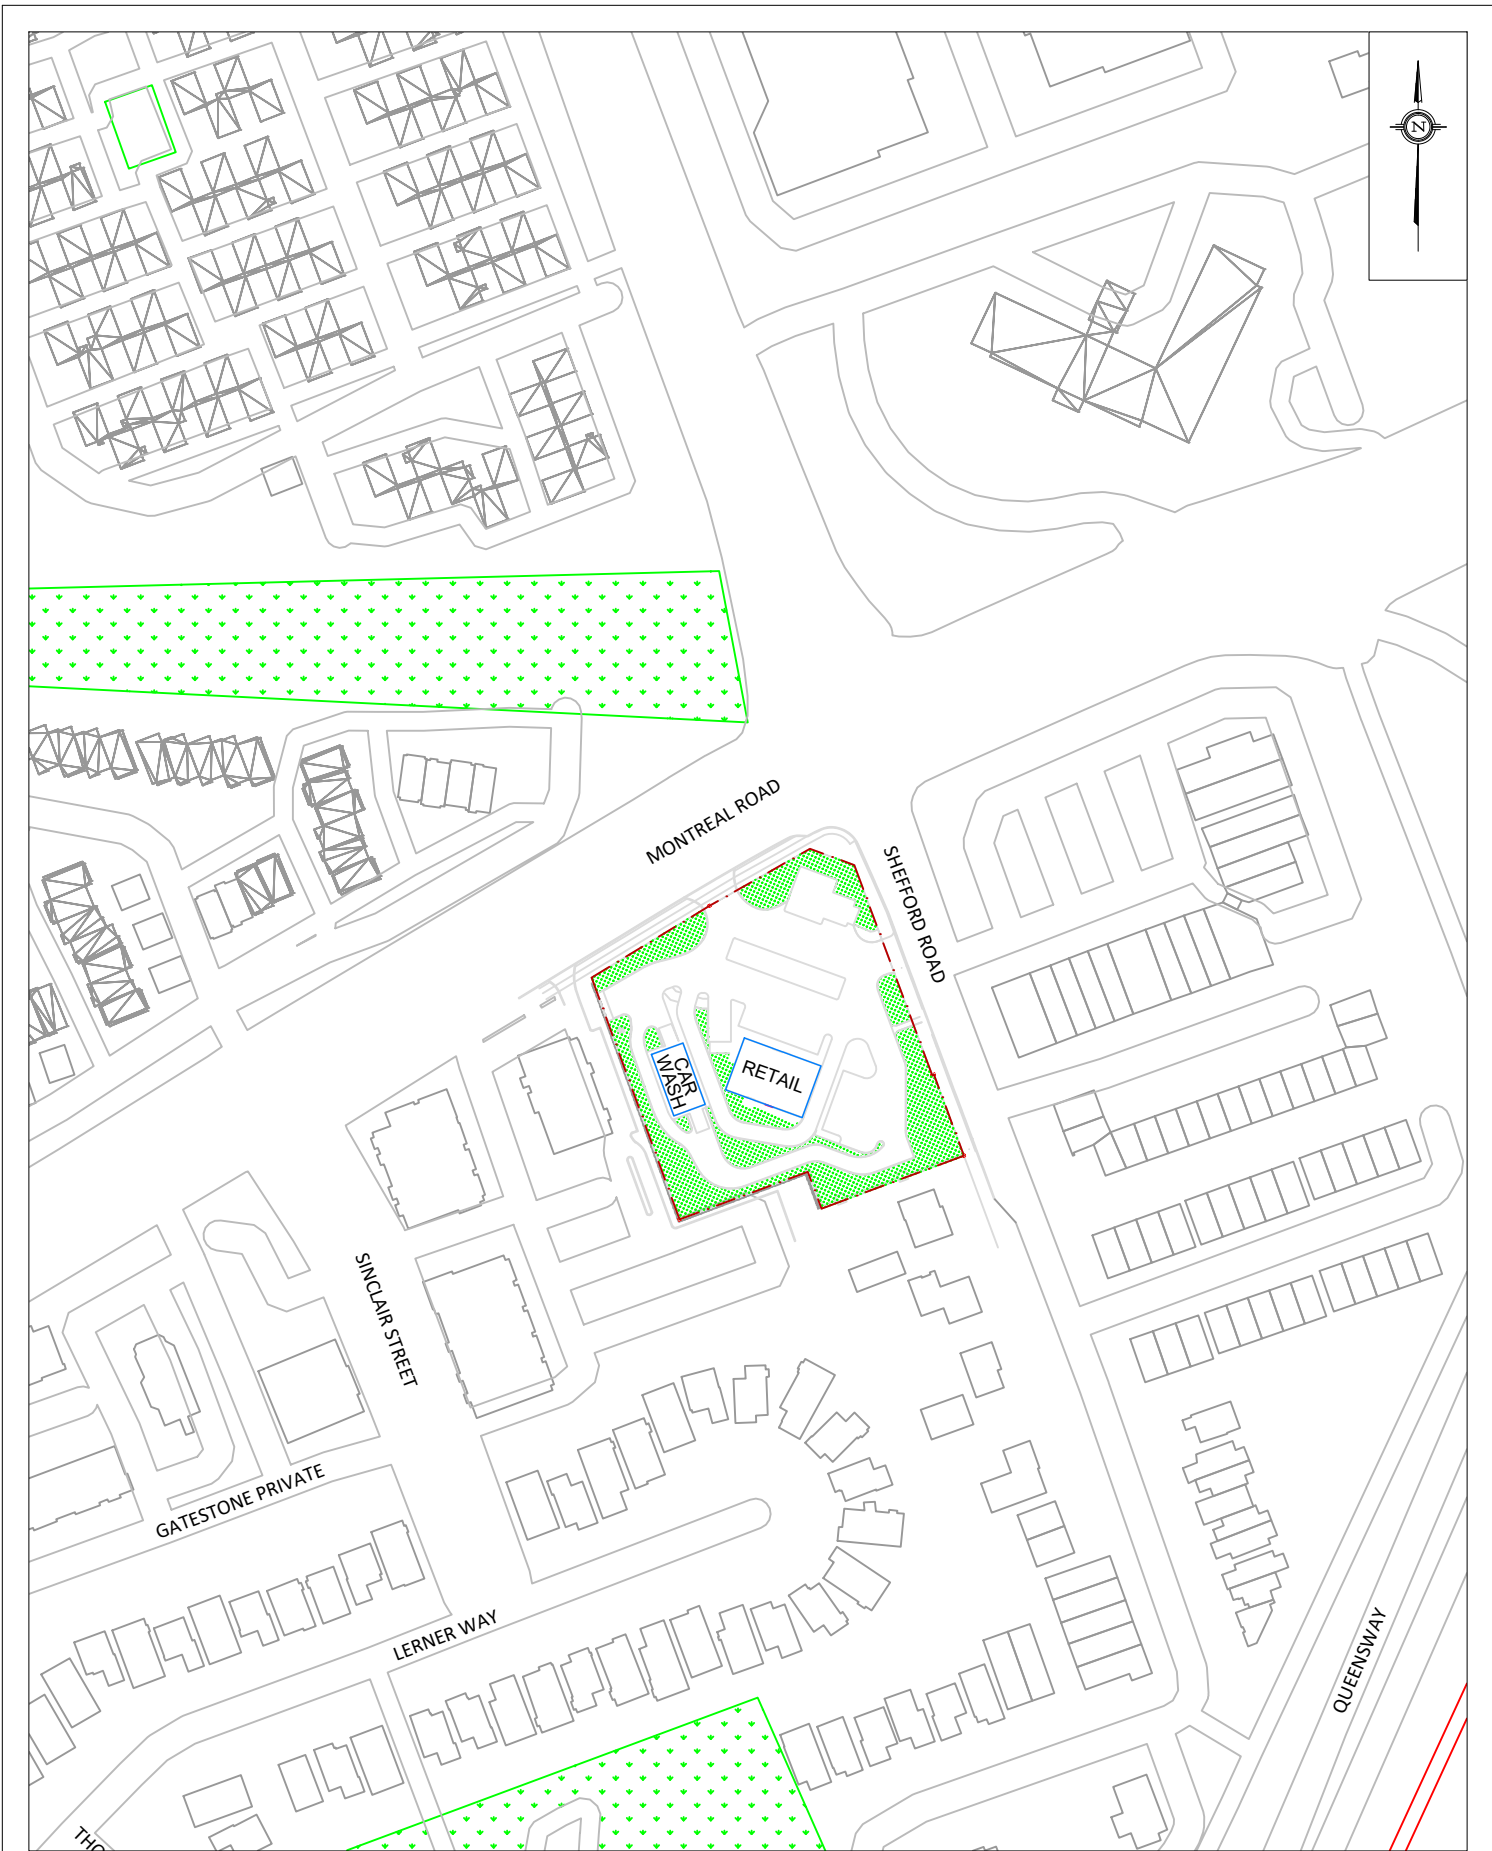 N
MONTREAL ROAD
SHEFFORD ROAD
CAR
WASH
RETAIL
SINCLAIR STREET
GATESTONE PRIVATE
LERNER WAY
QUEENSWAY